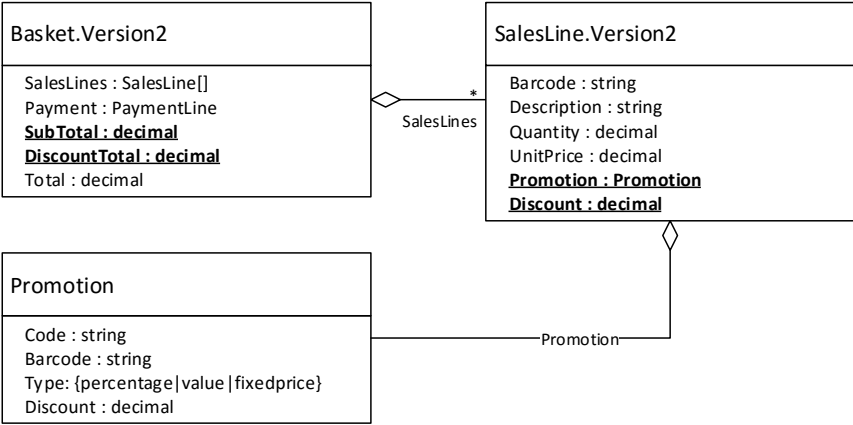 Basket.Version2
SalesLines : SalesLine[]
Payment : PaymentLine
SubTotal : decimal
DiscountTotal : decimal
Total : decimal
*
SalesLines
SalesLine.Version2
Barcode : string
Description : string
Quantity : decimal
UnitPrice : decimal
Promotion : Promotion
Discount : decimal
Promotion
Code : string
Barcode : string
Type: {percentage|value|fixedprice}
Discount : decimal
Promotion